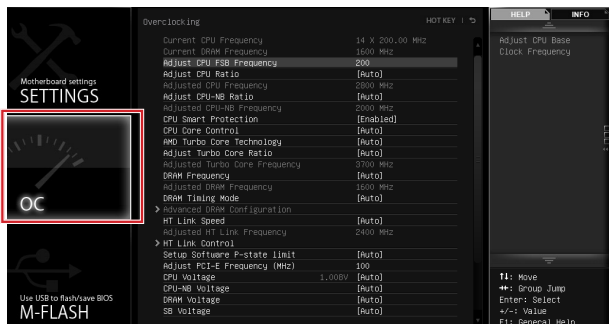 Overclocking
HOT KEY
HELP
INFO
Motherboard settings
SETTINGS
OC
Use USB to flash/save BIOS
M-FLASH
Current CPU Frequency 14 X 200.00 MHz
Current DRAM Frequency 1600 MHz
Adjust CPU FSB Frequency 200
Adjust CPU Ratio [Auto]
Adjusted CPU Frequency 2800 MHz
Adjust CPU-NB Ratio [Auto]
Adjusted CPU-NB Frequency 2000 MHz
CPU Smart Protection [Enabled]
CPU Core Control [Auto]
AMD Turbo Core Technology [Auto]
Adjust Turbo Core Ratio [Auto]
Adjusted Turbo Core Frequency 3700 MHz
DRAM Frequency [Auto]
Adjusted DRAM Frequency 1600 MHz
DRAM Timing Mode [Auto]
> Advanced DRAM Configuration
HT Link Speed [Auto]
Adjusted HT Link Frequency 2400 MHz
> HT Link Control
Setup Software P-state limit [Auto]
Adjust PCI-E Frequency (MHz) 100
CPU Voltage 1.008V [Auto]
CPU-NB Voltage [Auto]
DRAM Voltage [Auto]
SB Voltage [Auto]
Adjust CPU Base
Clock Frequency
↑↓: Move
→←: Group Jump
Enter: Select
+/-: Value
F1: General Help